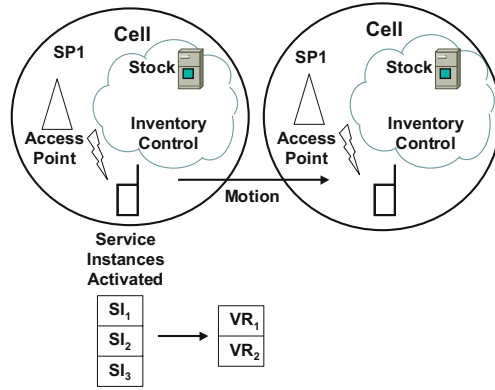 Cell
SP1
Stock
Access
Point
Inventory
Control
Motion
Cell
SP1
Stock
Access
Point
Inventory
Control
Service
Instances
Activated
SI₁
SI₂
SI₃
VR₁
VR₂